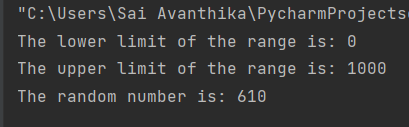 "C:\Users\Sai Avanthika\PycharmProjects
The lower limit of the range is: 0
The upper limit of the range is: 1000
The random number is: 610